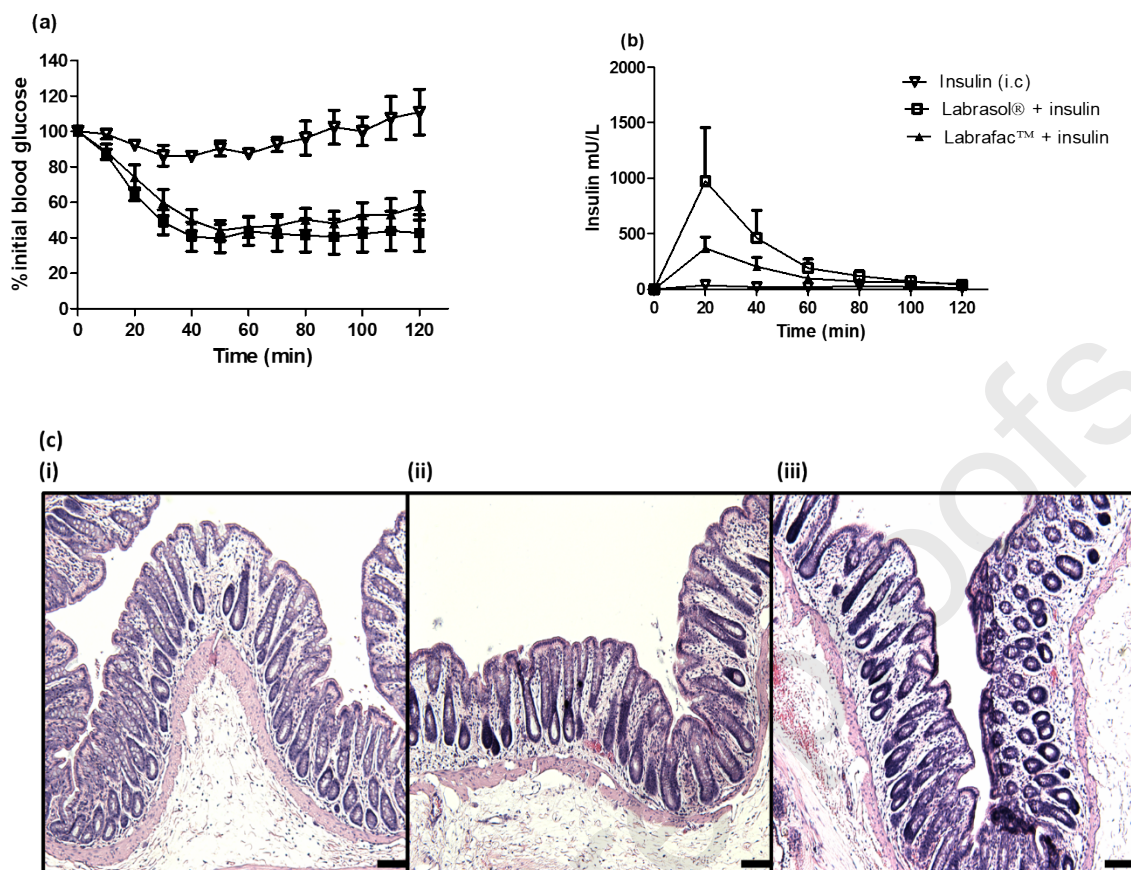 (a)
% initial blood glucose
140
120
100
80
60
40
20
0
0 20 40 60 80 100 120
Time (min)
(b)
Insulin mU/L
2000
1500
1000
500
0
0 20 40 60 80 100 120
Time (min)
Insulin (i.c)
Labrasol® + insulin
Labrafac™ + insulin
(c)
(i) (ii) (iii)
oofs